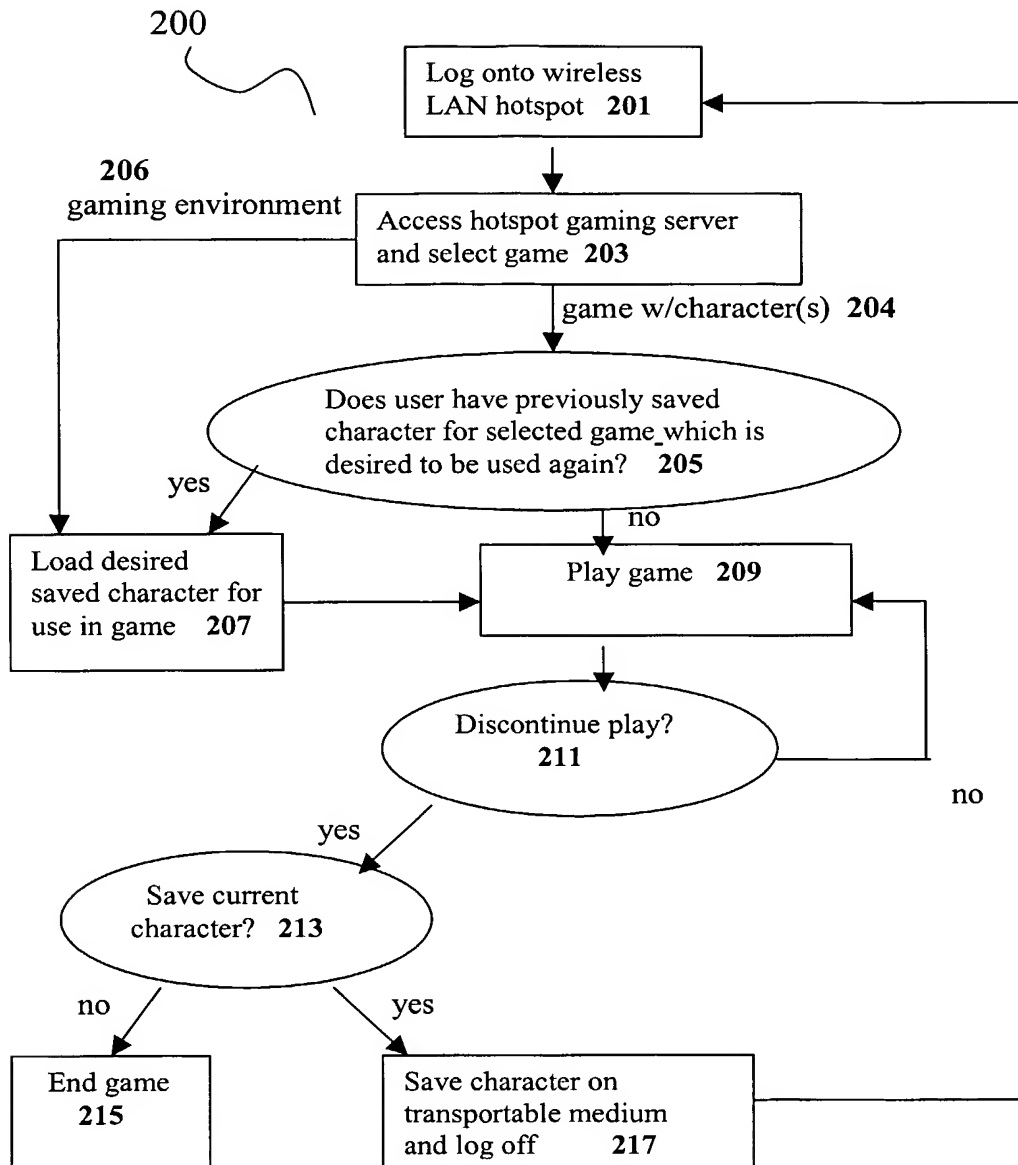 200
Log onto wireless
LAN hotspot 201
206
gaming environment
Access hotspot gaming server
and select game 203
game w/character(s) 204
Does user have previously saved
character for selected game_which is
desired to be used again? 205
yes
no
Load desired
saved character for
use in game 207
Play game 209
Discontinue play?
211
no
yes
Save current
character? 213
no
yes
End game
215
Save character on
transportable medium
and log off 217